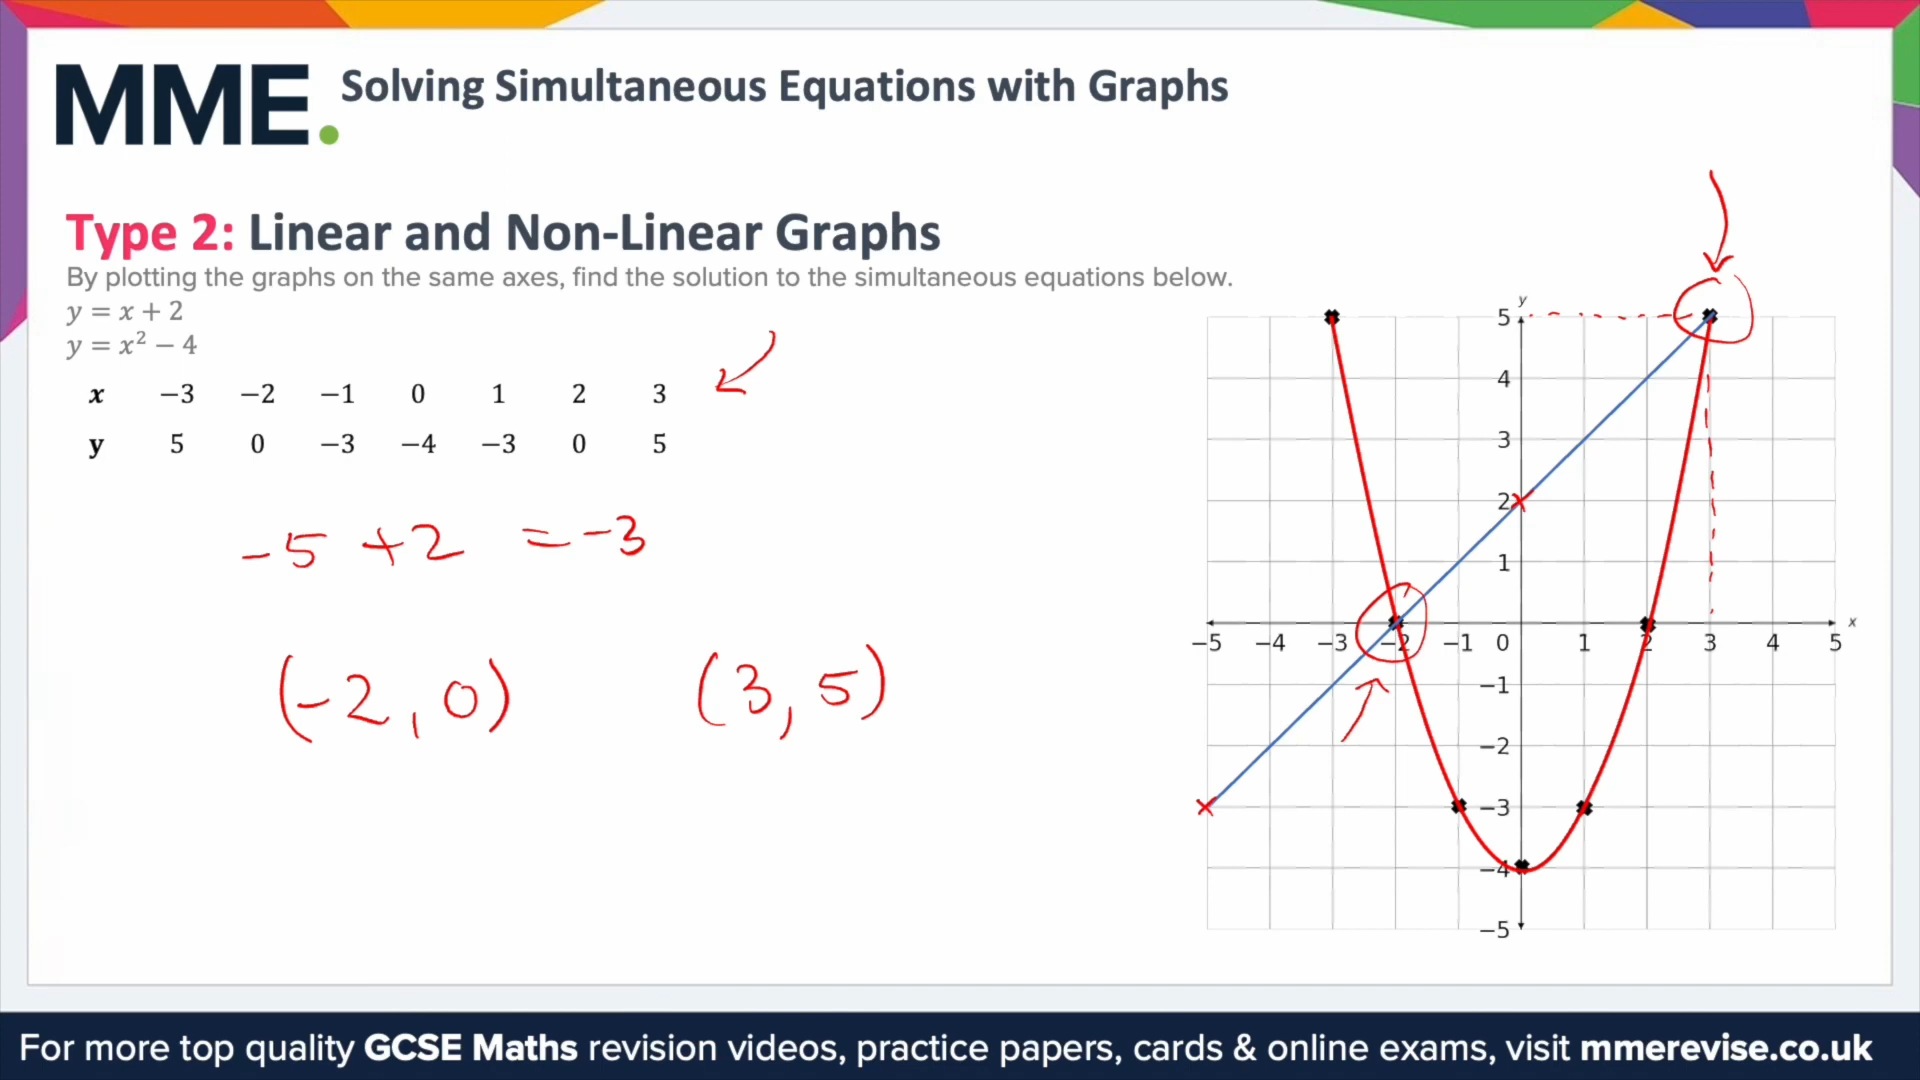 MME.
Solving Simultaneous Equations with Graphs
Type 2: Linear and Non-Linear Graphs
By plotting the graphs on the same axes, find the solution to the simultaneous equations below.
y = x + 2
y = x² − 4
x −3 −2 −1 0 1 2 3
y 5 0 −3 −4 −3 0 5
-5 +2 = -3
(-2, 0) (3, 5)
y
5
4
3
2
1
−5 −4 −3 −2 −1 0 1 2 3 4 5 x
−1
−2
−3
−4
−5
For more top quality GCSE Maths revision videos, practice papers, cards & online exams, visit mmerevise.co.uk